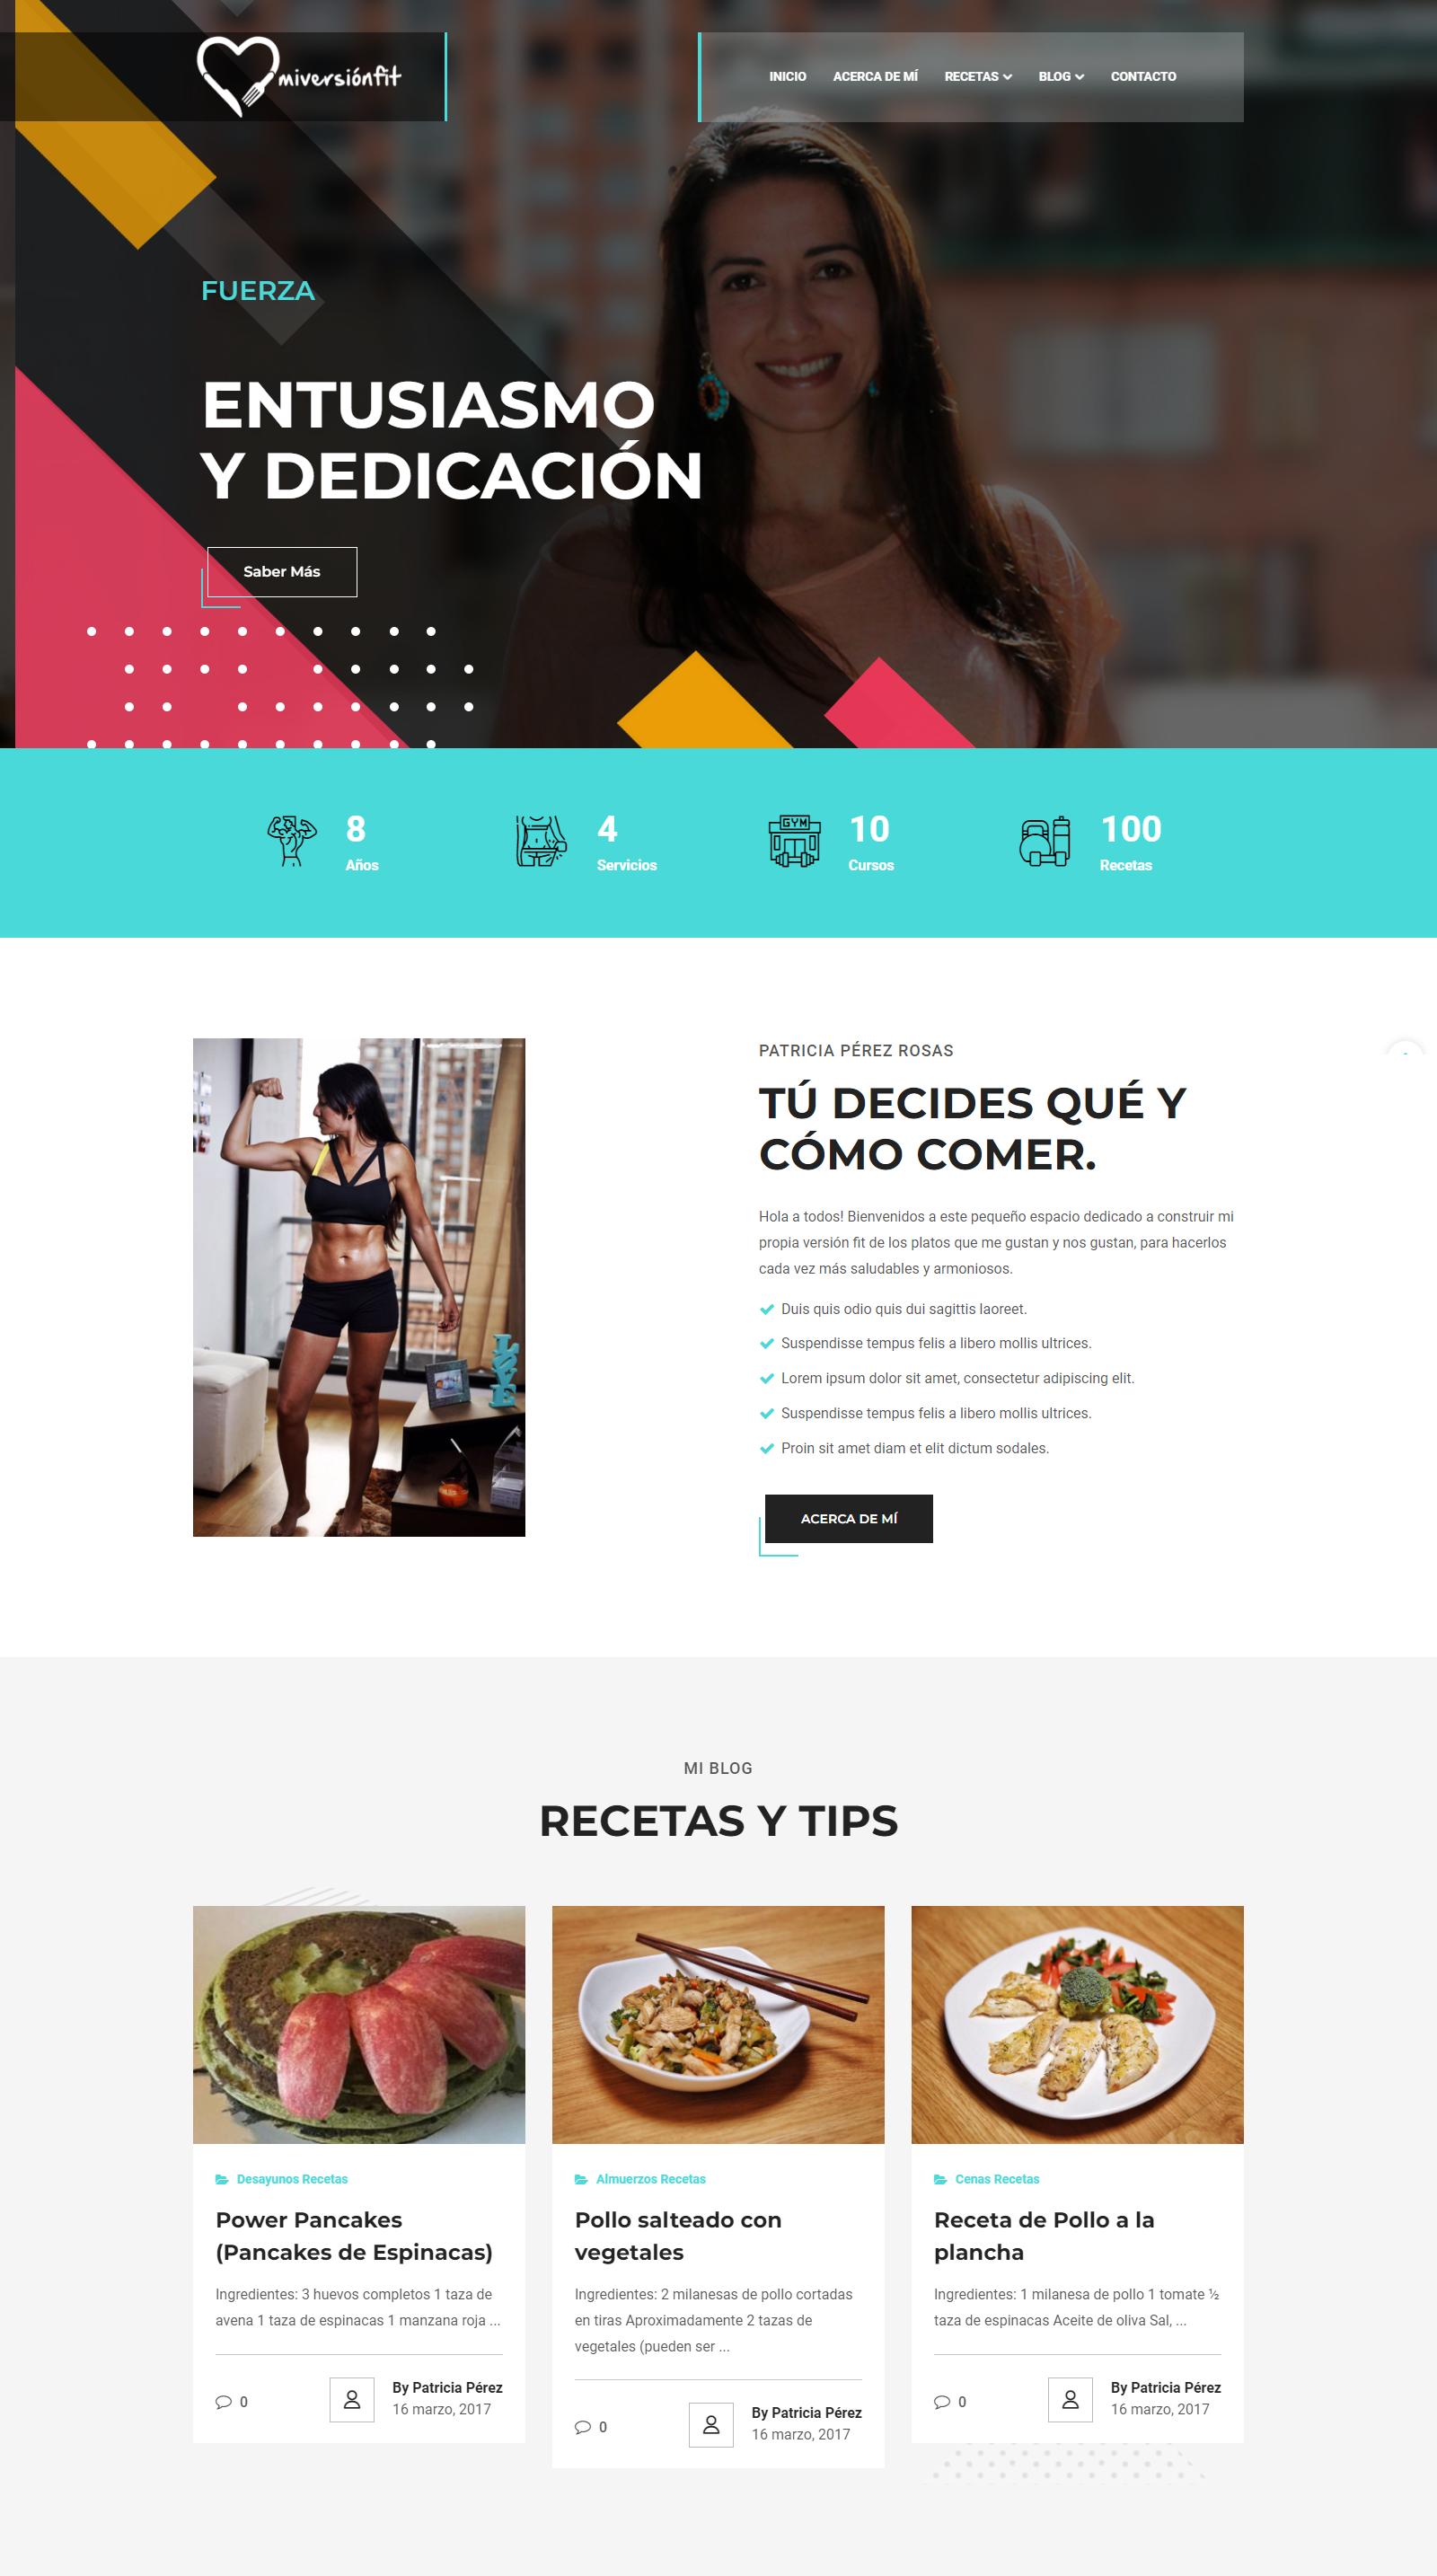 miversiónfit
INICIO ACERCA DE MÍ RECETAS BLOG CONTACTO
FUERZA
ENTUSIASMO
Y DEDICACIÓN
Saber Más
8
Años
4
Servicios
GYM
10
Cursos
100
Recetas
PATRICIA PÉREZ ROSAS
TÚ DECIDES QUÉ Y
CÓMO COMER.
Hola a todos! Bienvenidos a este pequeño espacio dedicado a construir mi
propia versión fit de los platos que me gustan y nos gustan, para hacerlos
cada vez más saludables y armoniosos.
Duis quis odio quis dui sagittis laoreet.
Suspendisse tempus felis a libero mollis ultrices.
Lorem ipsum dolor sit amet, consectetur adipiscing elit.
Suspendisse tempus felis a libero mollis ultrices.
Proin sit amet diam et elit dictum sodales.
ACERCA DE MÍ
LOVE
MI BLOG
RECETAS Y TIPS
Desayunos Recetas
Power Pancakes
(Pancakes de Espinacas)
Ingredientes: 3 huevos completos 1 taza de
avena 1 taza de espinacas 1 manzana roja ...
0
By Patricia Pérez
16 marzo, 2017
Almuerzos Recetas
Pollo salteado con
vegetales
Ingredientes: 2 milanesas de pollo cortadas
en tiras Aproximadamente 2 tazas de
vegetales (pueden ser ...
0
By Patricia Pérez
16 marzo, 2017
Cenas Recetas
Receta de Pollo a la
plancha
Ingredientes: 1 milanesa de pollo 1 tomate ½
taza de espinacas Aceite de oliva Sal, ...
0
By Patricia Pérez
16 marzo, 2017